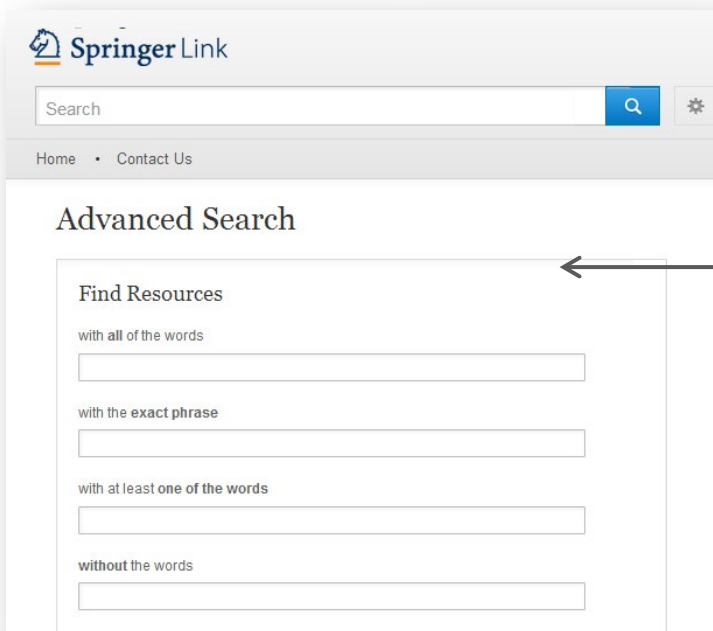 Springer Link
Search
Home • Contact Us
Advanced Search
Find Resources
with all of the words
with the exact phrase
with at least one of the words
without the words